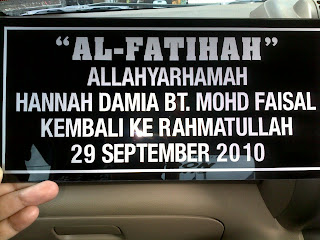 "AL-FATIHAH"
ALLAHYARHAMAH
HANNAH DAMIA BT. MOHD FAISAL
KEMBALI KE RAHMATULLAH
29 SEPTEMBER 2010